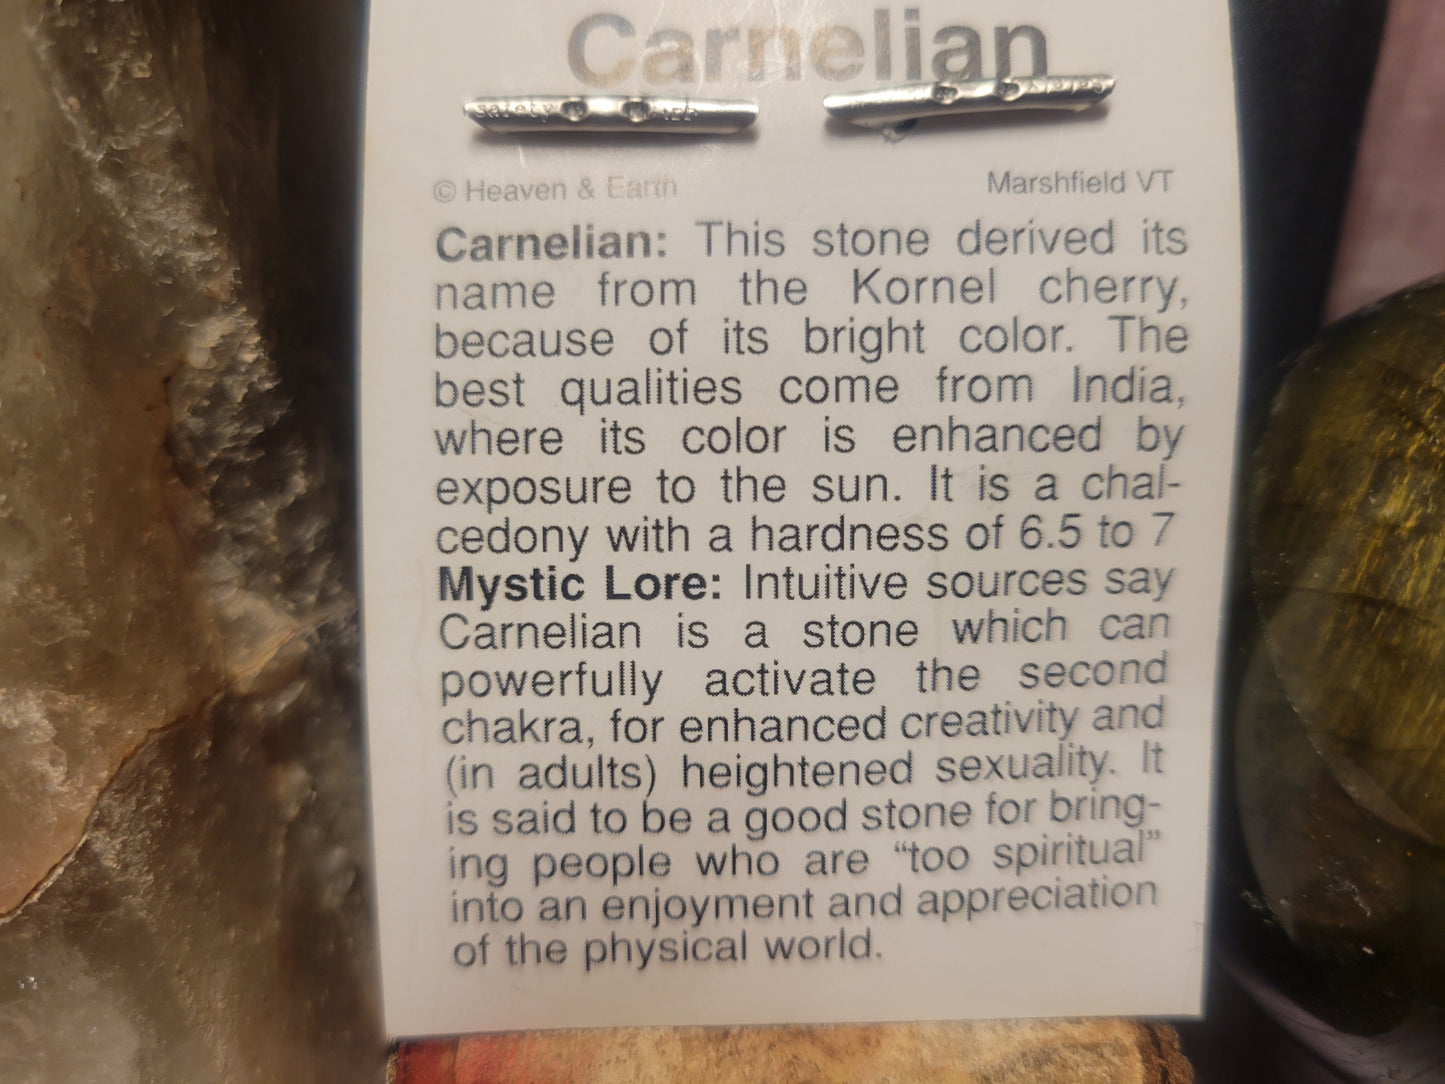 Carnelian
safety
© Heaven & Earth Marshfield VT
Carnelian: This stone derived its
name from the Kornel cherry,
because of its bright color. The
best qualities come from India,
where its color is enhanced by
exposure to the sun. It is a chal-
cedony with a hardness of 6.5 to 7
Mystic Lore: Intuitive sources say
Carnelian is a stone which can
powerfully activate the second
chakra, for enhanced creativity and
(in adults) heightened sexuality. It
is said to be a good stone for bring-
ing people who are “too spiritual”
into an enjoyment and appreciation
of the physical world.